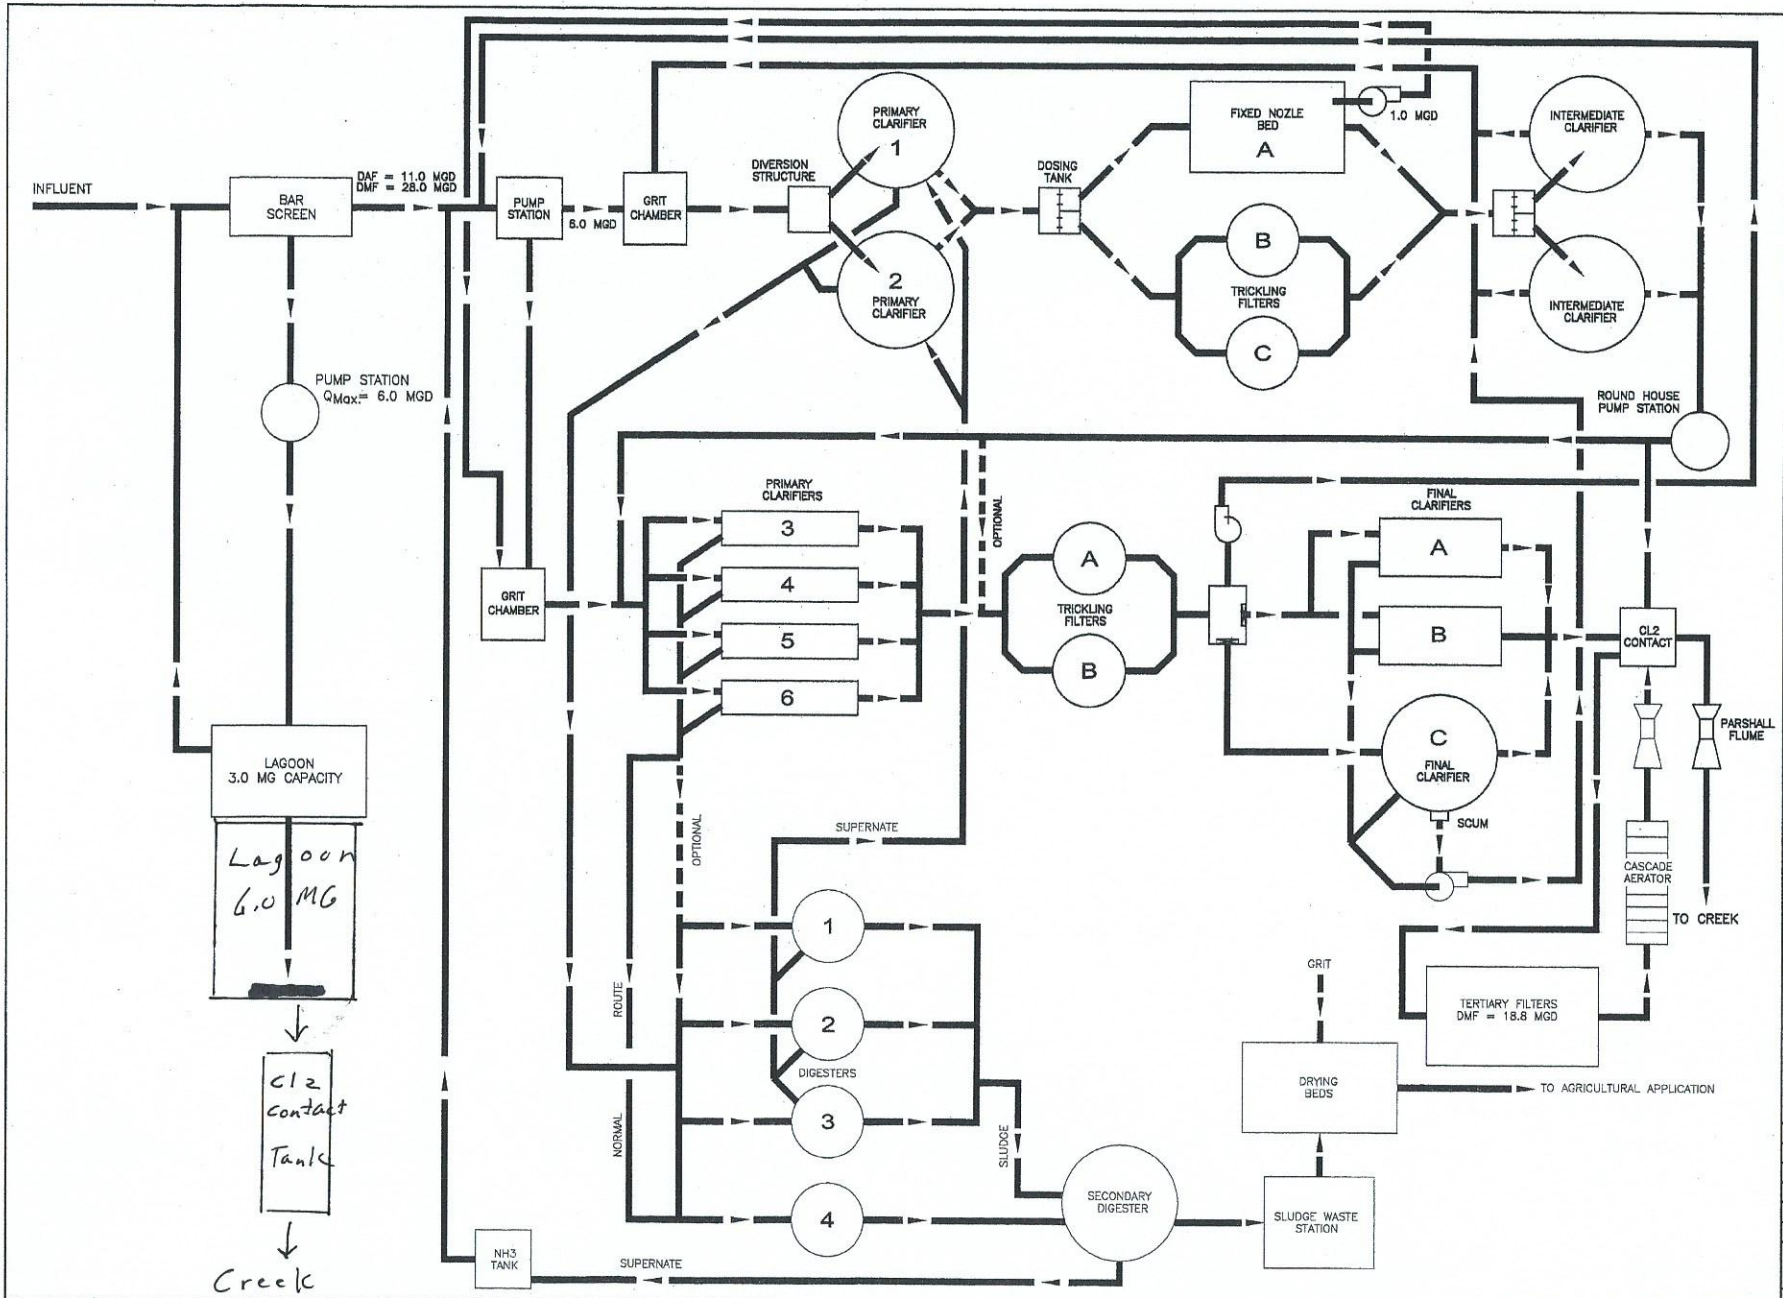 INFLUENT
BAR
SCREEN
DAF = 11.0 MGD
DMF = 28.0 MGD
PUMP
STATION
6.0 MGD
GRIT
CHAMBER
DIVERSION
STRUCTURE
PRIMARY
CLARIFIER
1
2
PRIMARY
CLARIFIER
DOSING
TANK
FIXED NOZZLE
BED
A
1.0 MGD
B
TRICKLING
FILTERS
C
INTERMEDIATE
CLARIFIER
INTERMEDIATE
CLARIFIER
ROUND HOUSE
PUMP STATION
PUMP STATION
QMax.= 6.0 MGD
LAGOON
3.0 MG CAPACITY
Lagoon
6.0 MG
Cl2
contact
Tank
Creek
GRIT
CHAMBER
PRIMARY
CLARIFIERS
3
4
5
6
OPTIONAL
A
TRICKLING
FILTERS
B
FINAL
CLARIFIERS
A
B
C
FINAL
CLARIFIER
SCUM
CL2
CONTACT
PARSHALL
FLUME
CASCADE
AERATOR
TO CREEK
TERTIARY FILTERS
DMF = 18.8 MGD
OPTIONAL
SUPERNATE
ROUTE
NORMAL
1
2
DIGESTERS
3
4
SLUDGE
SECONDARY
DIGESTER
GRIT
DRYING
BEDS
TO AGRICULTURAL APPLICATION
SLUDGE WASTE
STATION
NH3
TANK
SUPERNATE